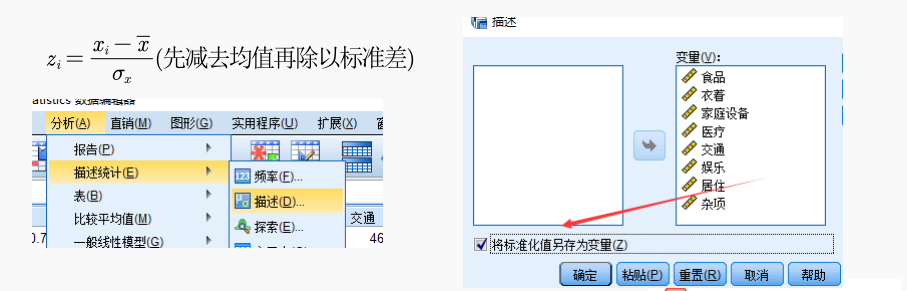 z_i = (x_i − x̄) / σ_x (先减去均值再除以标准差)
atistics 数据编辑器
分析(A) 直销(M) 图形(G) 实用程序(U) 扩展(X)
报告(P)
描述统计(E)
表(B)
比较平均值(M)
一般线性模型(G)
频率(F)...
描述(D)...
探索(E)...
交通
0.7
46
描述
变量(V):
食品
衣着
家庭设备
医疗
交通
娱乐
居住
杂项
将标准化值另存为变量(Z)
确定 粘贴(P) 重置(R) 取消 帮助